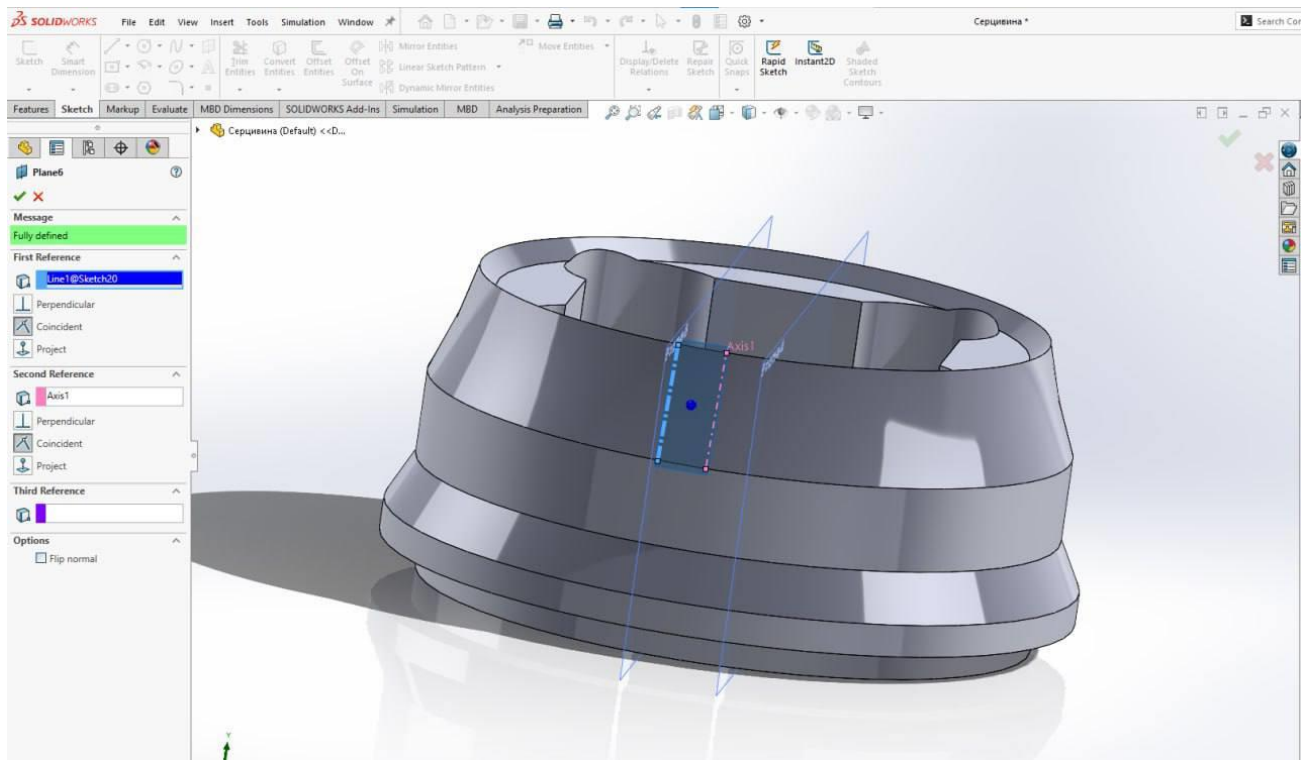 SOLIDWORKS File Edit View Insert Tools Simulation Window Серцивина * Search Cor
Sketch Smart Dimension Trim Entities Convert Entities Offset Entities Offset On Surface Mirror Entities Linear Sketch Pattern Dynamic Mirror Entities Move Entities Display/Delete Relations Repair Sketch Quick Snaps Rapid Sketch Instant2D Shaded Sketch Contours
Features Sketch Markup Evaluate MBD Dimensions SOLIDWORKS Add-Ins Simulation MBD Analysis Preparation
Серцивина (Default) <<D...
Plane6
Message
Fully defined
First Reference
Line1@Sketch20
Perpendicular
Coincident
Project
Second Reference
Axis1
Perpendicular
Coincident
Project
Third Reference
Options
Flip normal
Axis1
Y